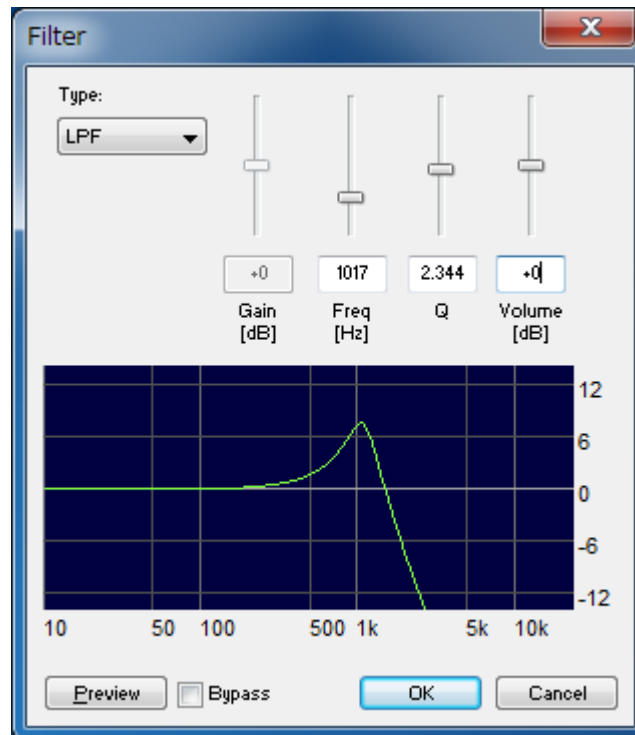 Filter
Type:
LPF
+0 1017 2.344 +0
Gain Freq Q Volume
[dB] [Hz] [dB]
12
6
0
-6
-12
10 50 100 500 1k 5k 10k
Preview Bypass OK Cancel